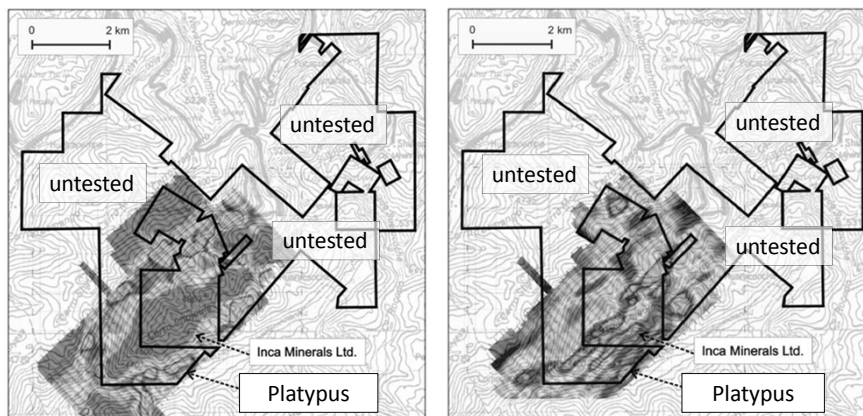 0
2 km
untested
untested
untested
Inca Minerals Ltd.
Platypus
0
2 km
untested
untested
untested
Inca Minerals Ltd.
Platypus